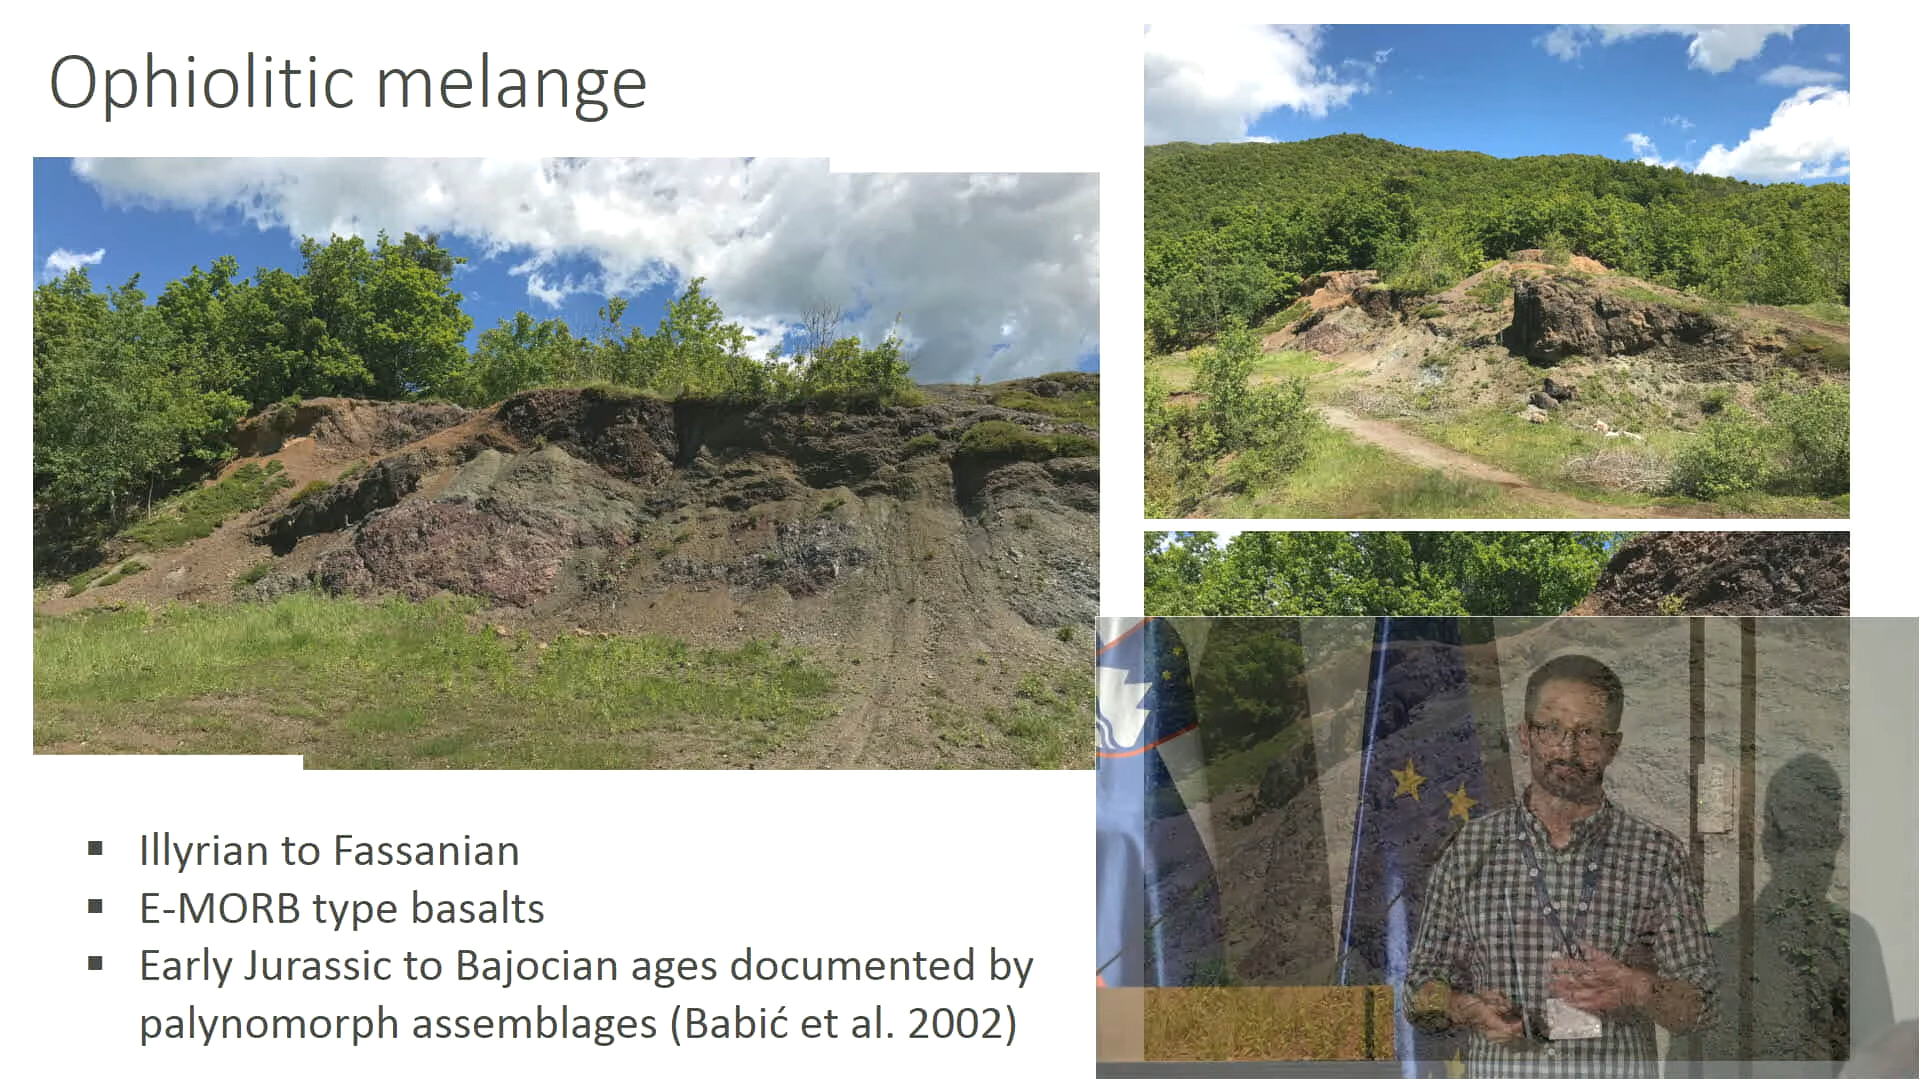 Ophiolitic melange
▪ Illyrian to Fassanian
▪ E-MORB type basalts
▪ Early Jurassic to Bajocian ages documented by
palynomorph assemblages (Babić et al. 2002)